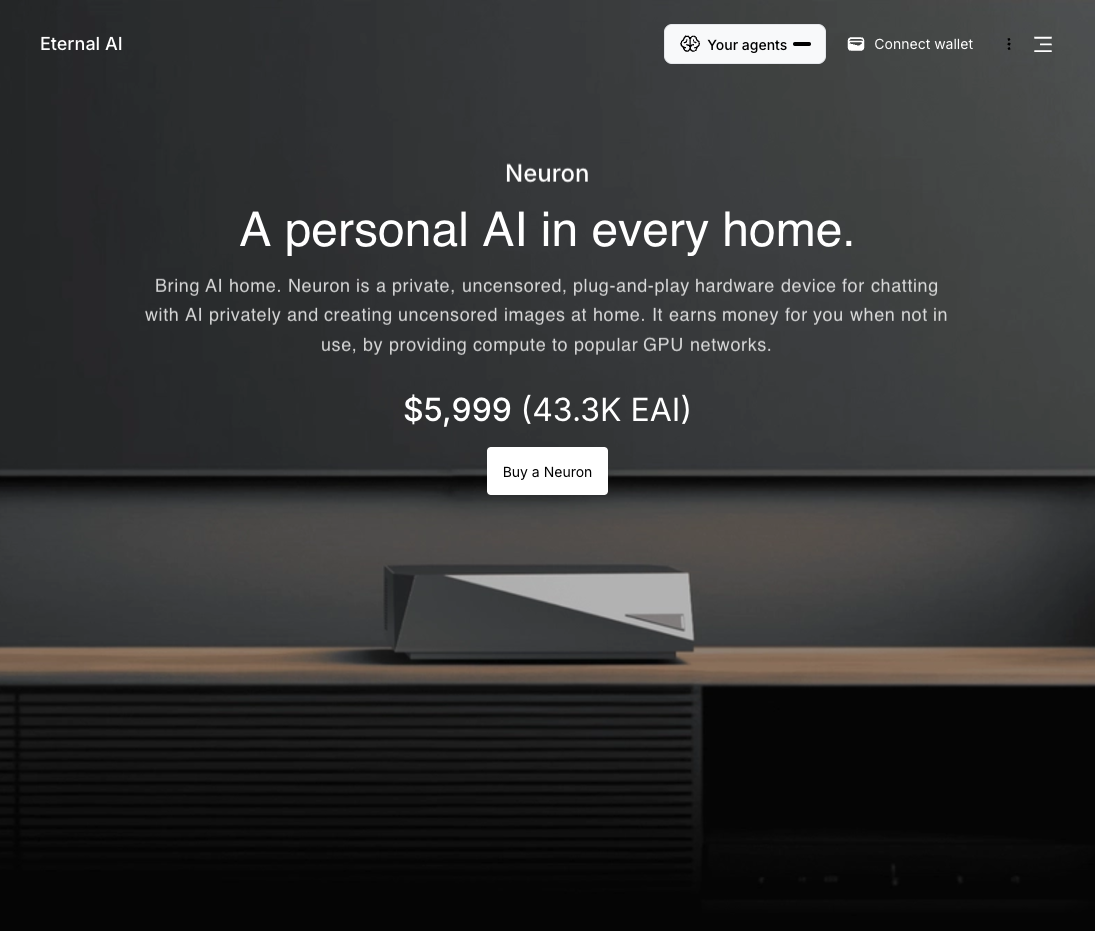 Eternal AI
Your agents
Connect wallet
Neuron
A personal AI in every home.
Bring AI home. Neuron is a private, uncensored, plug-and-play hardware device for chatting
with AI privately and creating uncensored images at home. It earns money for you when not in
use, by providing compute to popular GPU networks.
$5,999 (43.3K EAI)
Buy a Neuron